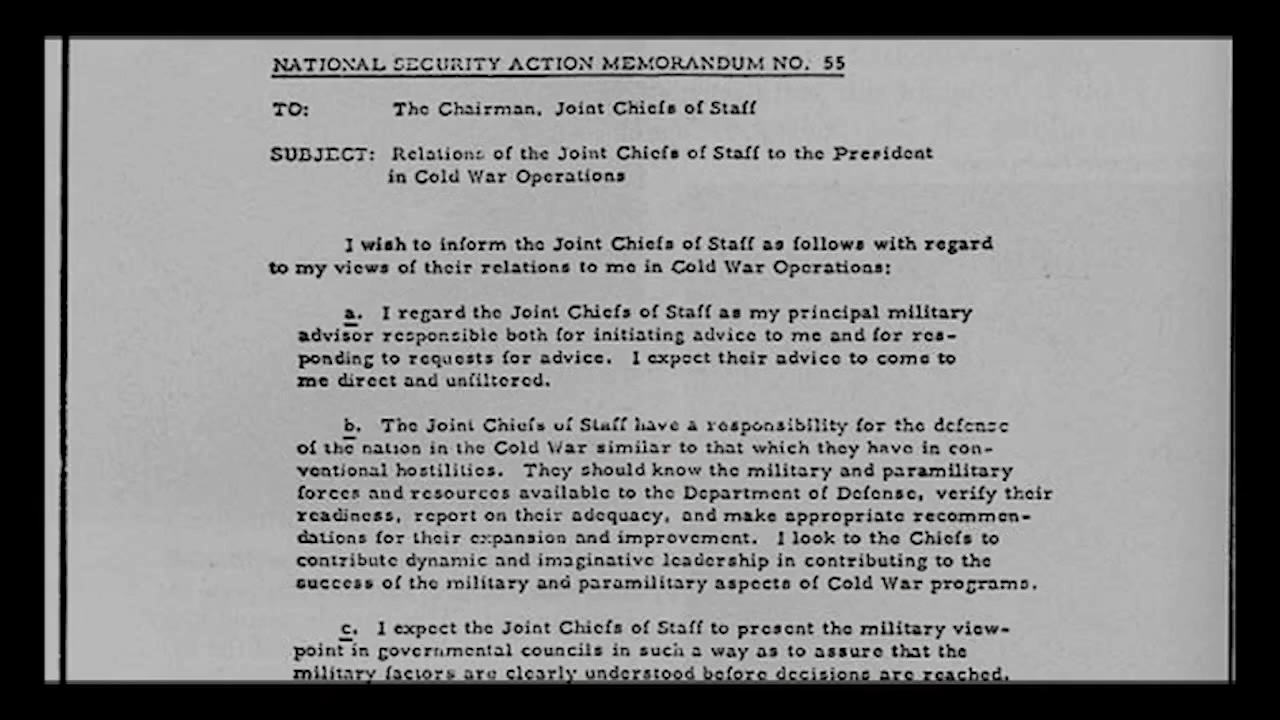 NATIONAL SECURITY ACTION MEMORANDUM NO. 55
TO: The Chairman, Joint Chiefs of Staff
SUBJECT: Relations of the Joint Chiefs of Staff to the President
in Cold War Operations
I wish to inform the Joint Chiefs of Staff as follows with regard
to my views of their relations to me in Cold War Operations:
a. I regard the Joint Chiefs of Staff as my principal military
advisor responsible both for initiating advice to me and for res-
ponding to requests for advice. I expect their advice to come to
me direct and unfiltered.
b. The Joint Chiefs of Staff have a responsibility for the defense
of the nation in the Cold War similar to that which they have in con-
ventional hostilities. They should know the military and paramilitary
forces and resources available to the Department of Defense, verify their
readiness, report on their adequacy, and make appropriate recommen-
dations for their expansion and improvement. I look to the Chiefs to
contribute dynamic and imaginative leadership in contributing to the
success of the military and paramilitary aspects of Cold War programs.
c. I expect the Joint Chiefs of Staff to present the military view-
point in governmental councils in such a way as to assure that the
military factors are clearly understood before decisions are reached.